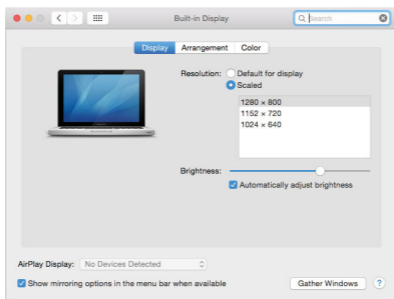 Built-in Display
Search
Display Arrangement Color
Resolution: Default for display
Scaled
1280 × 800
1152 × 720
1024 × 640
Brightness:
Automatically adjust brightness
AirPlay Display: No Devices Detected
Show mirroring options in the menu bar when available
Gather Windows ?